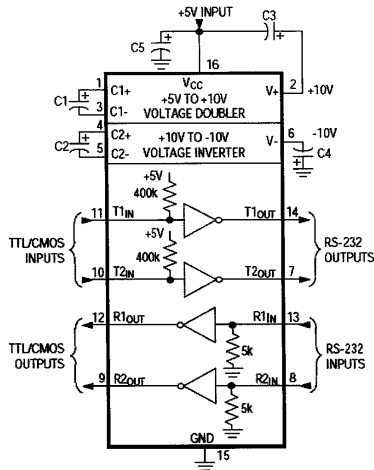 +5V INPUT
C3
C5
16
VCC
1 C1+ +5V TO +10V V+ 2 +10V
C1
3 C1- VOLTAGE DOUBLER
4 C2+ +10V TO -10V V- 6 -10V
C2
5 C2- VOLTAGE INVERTER
C4
+5V
400k
11 T1IN T1OUT 14
TTL/CMOS INPUTS
+5V
400k
RS-232 OUTPUTS
10 T2IN T2OUT 7
12 R1OUT R1IN 13
5k
TTL/CMOS OUTPUTS
RS-232 INPUTS
9 R2OUT R2IN 8
5k
GND
15